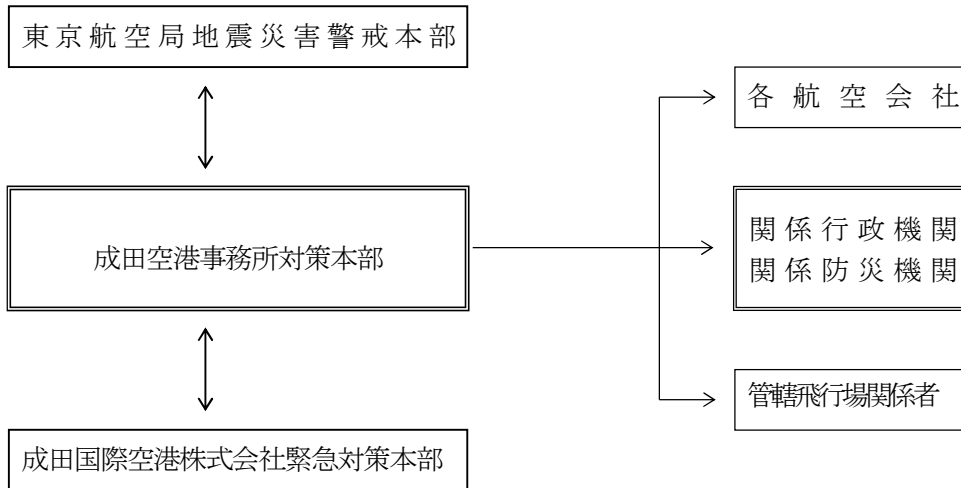 東京航空局地震災害警戒本部
各航空会社
成田空港事務所対策本部
関係行政機関
関係防災機関
管轄飛行場関係者
成田国際空港株式会社緊急対策本部